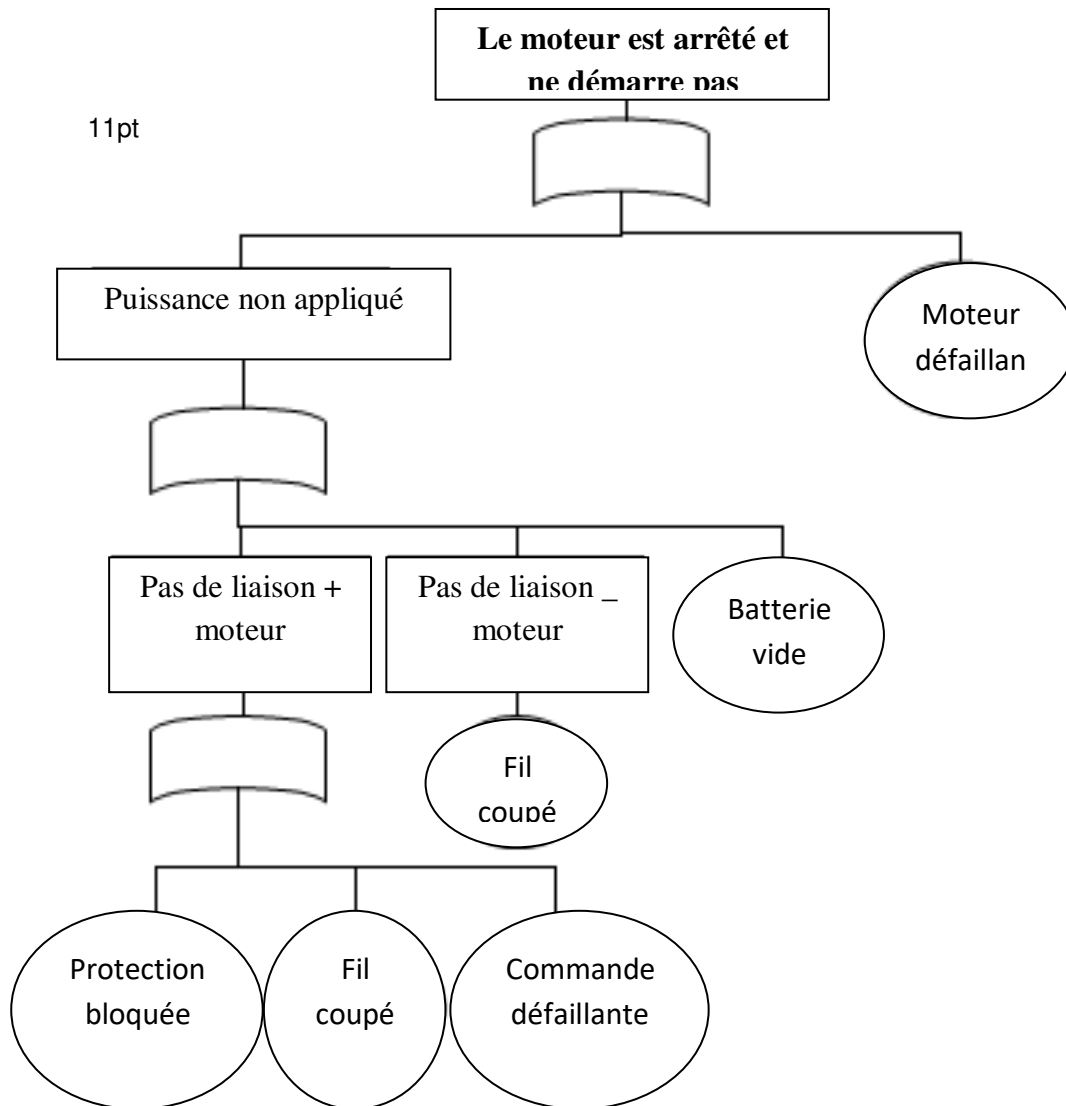 Le moteur est arrêté et
ne démarre pas
11pt
Puissance non appliqué
Moteur
défaillan
Pas de liaison +
moteur
Pas de liaison _
moteur
Batterie
vide
Fil
coupé
Protection
bloquée
Fil
coupé
Commande
défaillante